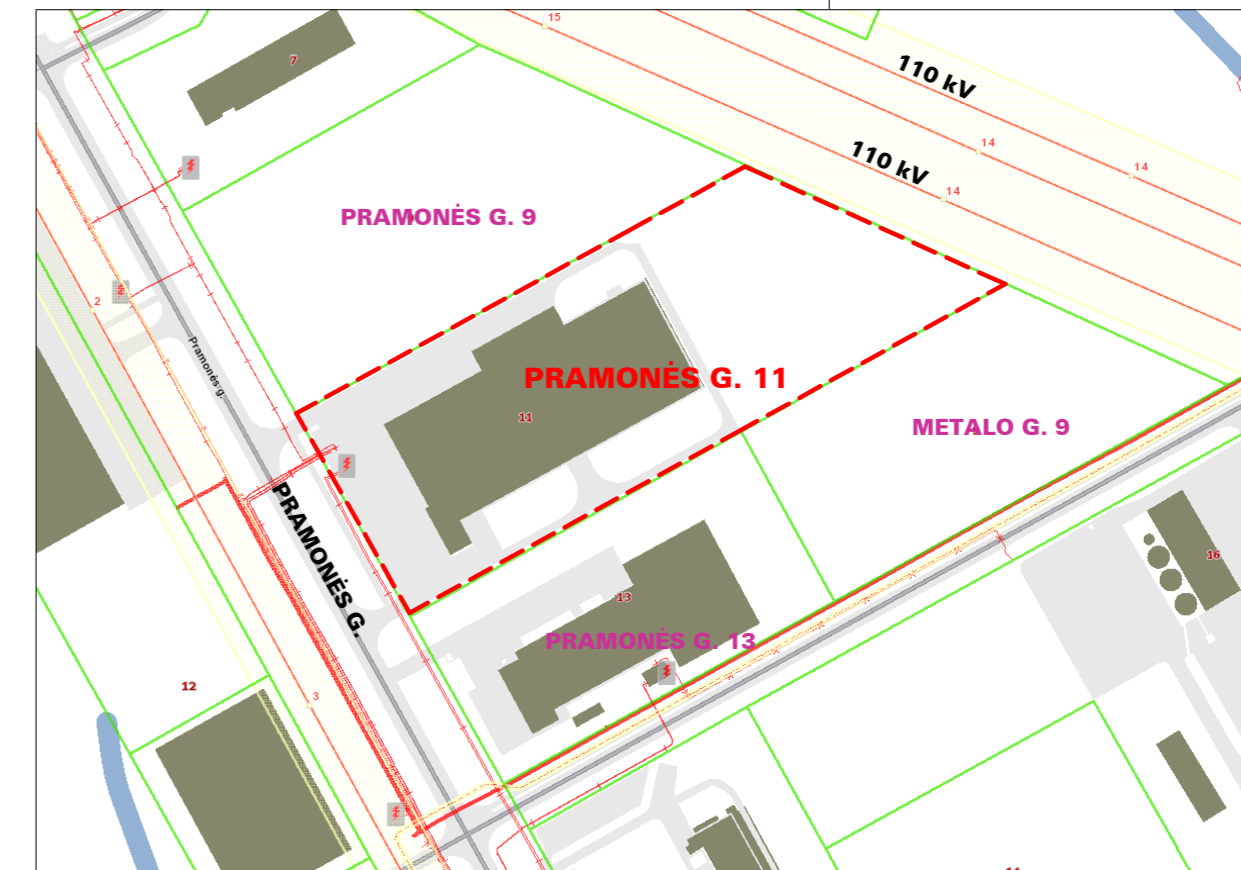 15
7
110 kV
14
14
110 kV
14
PRAMONĖS G. 9
2
Pramonės g.
PRAMONĖS G. 11
11
METALO G. 9
PRAMONĖS G.
16
13
PRAMONĖS G. 13
12
3